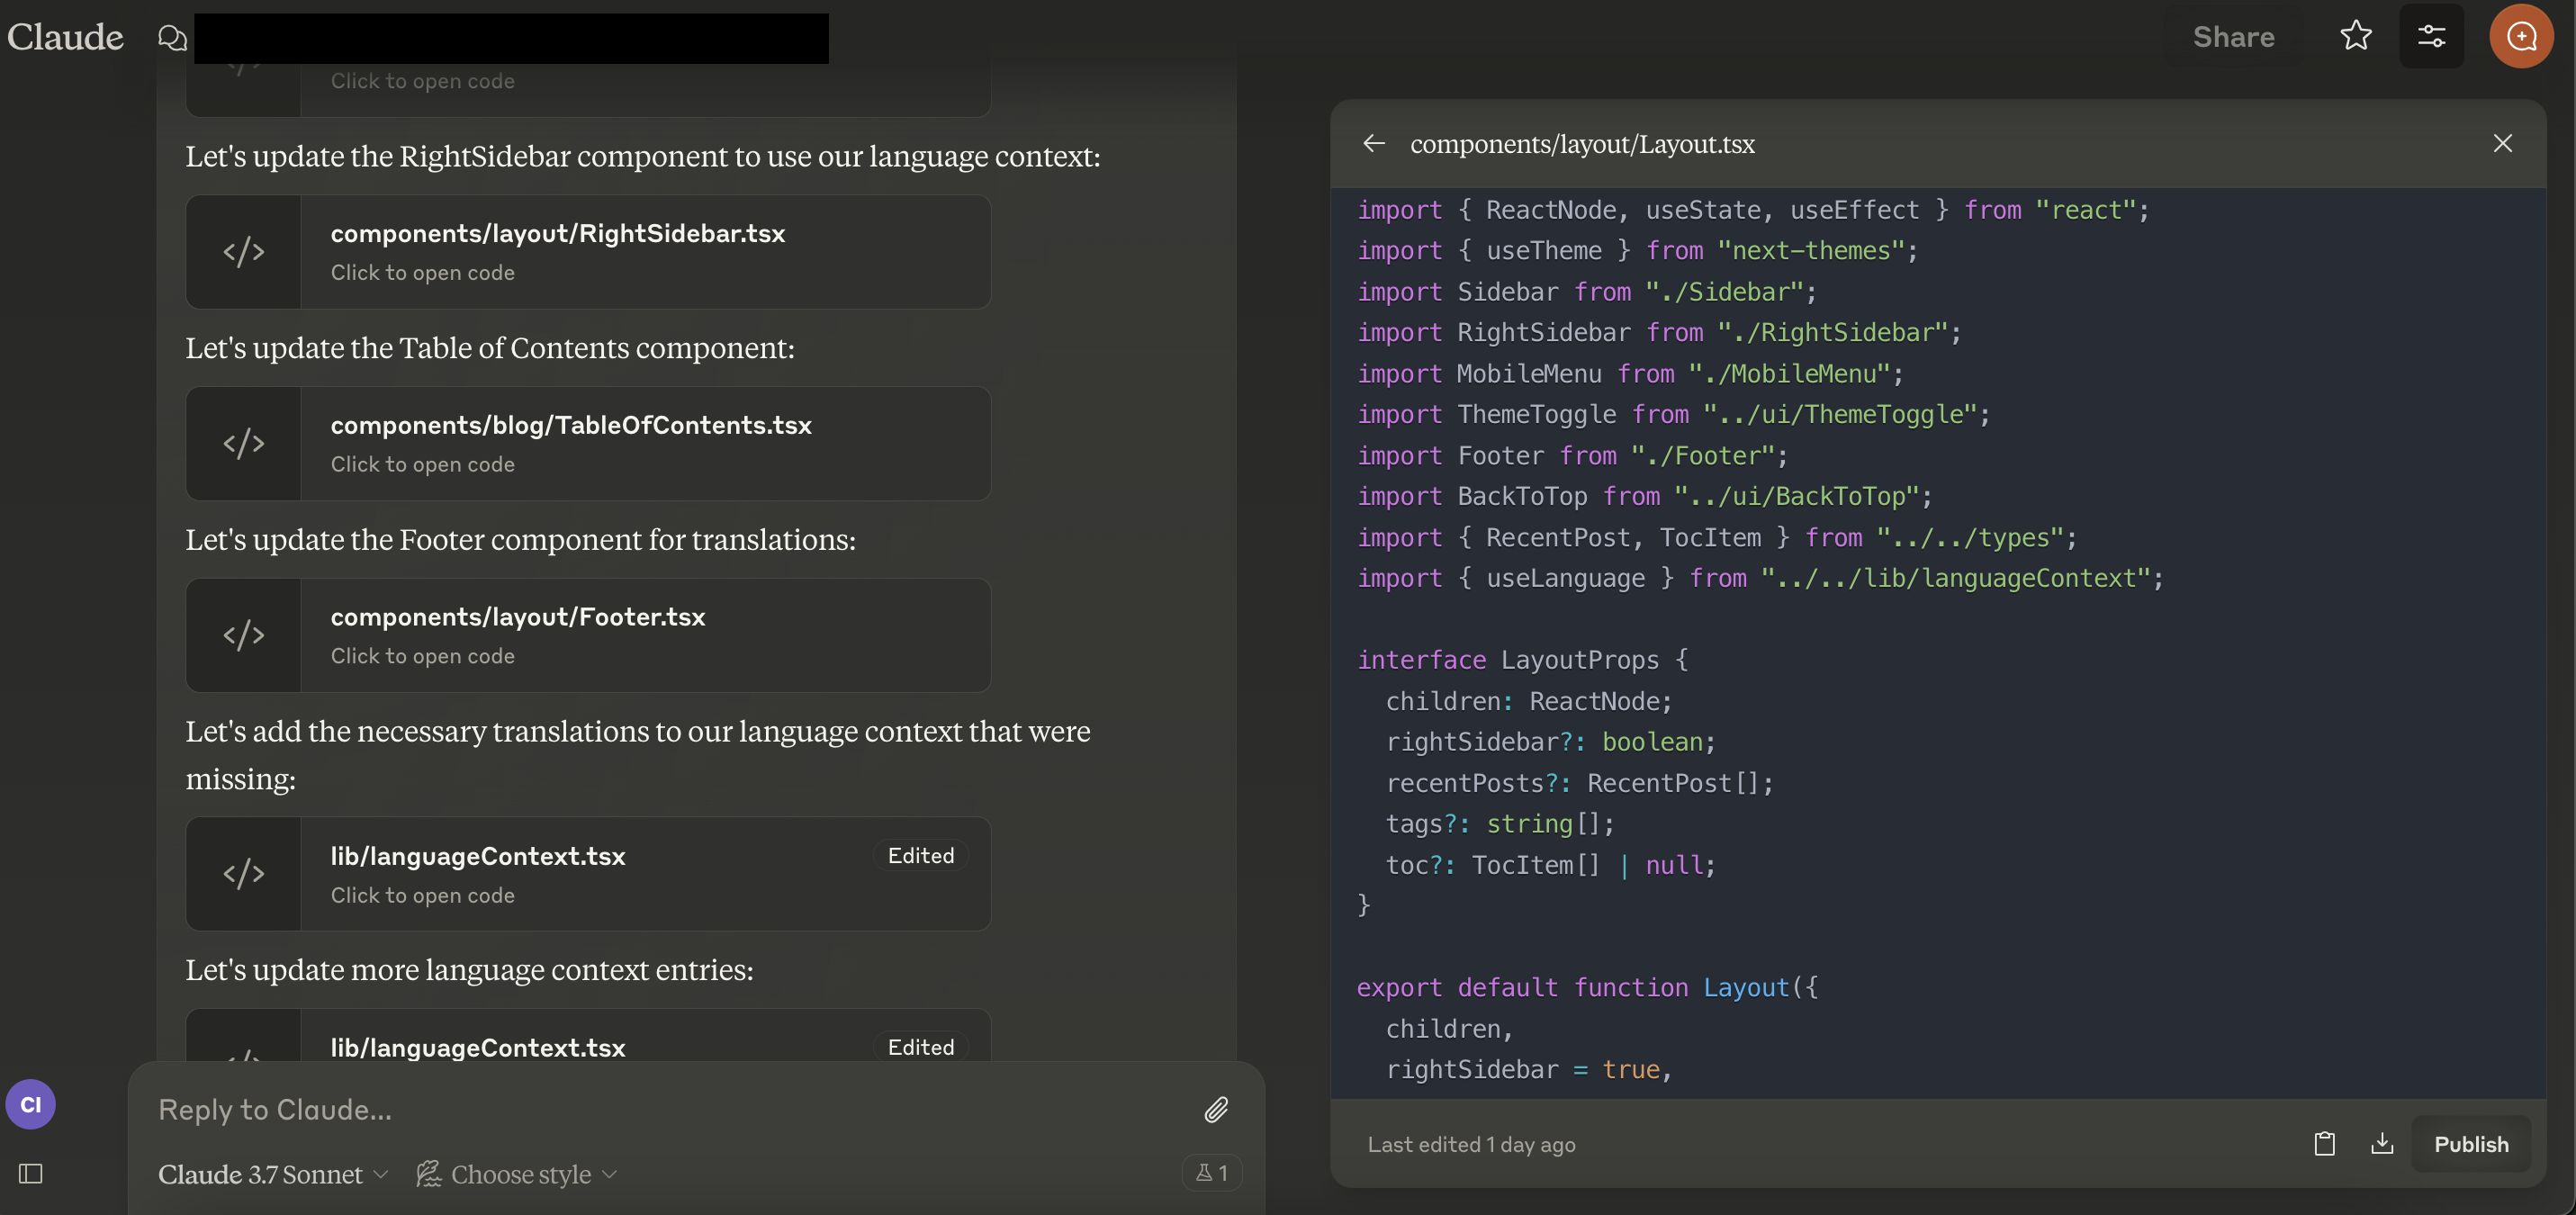 Claude
Share
Click to open code
Let's update the RightSidebar component to use our language context:
</>
components/layout/RightSidebar.tsx
Click to open code
Let's update the Table of Contents component:
</>
components/blog/TableOfContents.tsx
Click to open code
Let's update the Footer component for translations:
</>
components/layout/Footer.tsx
Click to open code
Let's add the necessary translations to our language context that were
missing:
</>
lib/languageContext.tsx
Edited
Click to open code
Let's update more language context entries:
</>
lib/languageContext.tsx
Edited
CI
Reply to Claude...
Claude 3.7 Sonnet
Choose style
1
components/layout/Layout.tsx
import { ReactNode, useState, useEffect } from "react";
import { useTheme } from "next-themes";
import Sidebar from "./Sidebar";
import RightSidebar from "./RightSidebar";
import MobileMenu from "./MobileMenu";
import ThemeToggle from "../ui/ThemeToggle";
import Footer from "./Footer";
import BackToTop from "../ui/BackToTop";
import { RecentPost, TocItem } from "../../types";
import { useLanguage } from "../../lib/languageContext";
interface LayoutProps {
children: ReactNode;
rightSidebar?: boolean;
recentPosts?: RecentPost[];
tags?: string[];
toc?: TocItem[] | null;
}
export default function Layout({
children,
rightSidebar = true,
Last edited 1 day ago
Publish